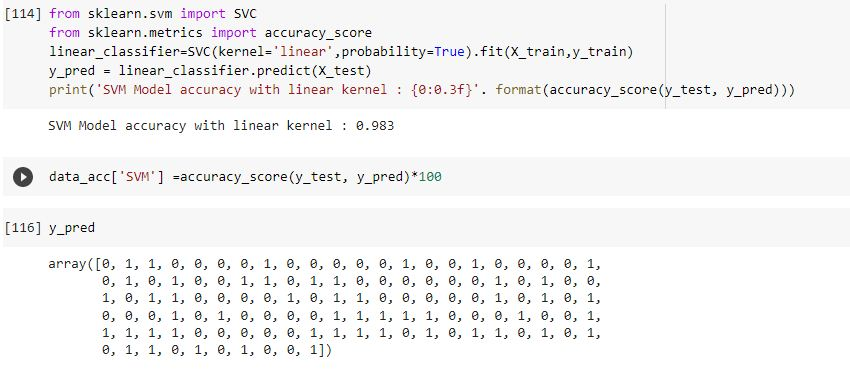 [114] from sklearn.svm import SVC
from sklearn.metrics import accuracy_score
linear_classifier=SVC(kernel='linear',probability=True).fit(X_train,y_train)
y_pred = linear_classifier.predict(X_test)
print('SVM Model accuracy with linear kernel : {0:0.3f}'. format(accuracy_score(y_test, y_pred)))
SVM Model accuracy with linear kernel : 0.983
data_acc['SVM'] =accuracy_score(y_test, y_pred)*100
[116] y_pred
array([0, 1, 1, 0, 0, 0, 0, 1, 0, 0, 0, 0, 0, 1, 0, 0, 1, 0, 0, 0, 0, 1,
0, 1, 0, 1, 0, 0, 1, 1, 0, 1, 1, 0, 0, 0, 0, 0, 0, 1, 0, 1, 0, 0,
1, 0, 1, 1, 0, 0, 0, 0, 1, 0, 1, 1, 0, 0, 0, 0, 0, 1, 0, 1, 0, 1,
0, 0, 0, 1, 0, 1, 0, 0, 0, 0, 1, 1, 1, 1, 1, 0, 0, 0, 1, 0, 0, 1,
1, 1, 1, 1, 0, 0, 0, 0, 0, 1, 1, 1, 1, 0, 1, 0, 1, 1, 0, 1, 0, 1,
0, 1, 1, 0, 1, 0, 1, 0, 0, 1])